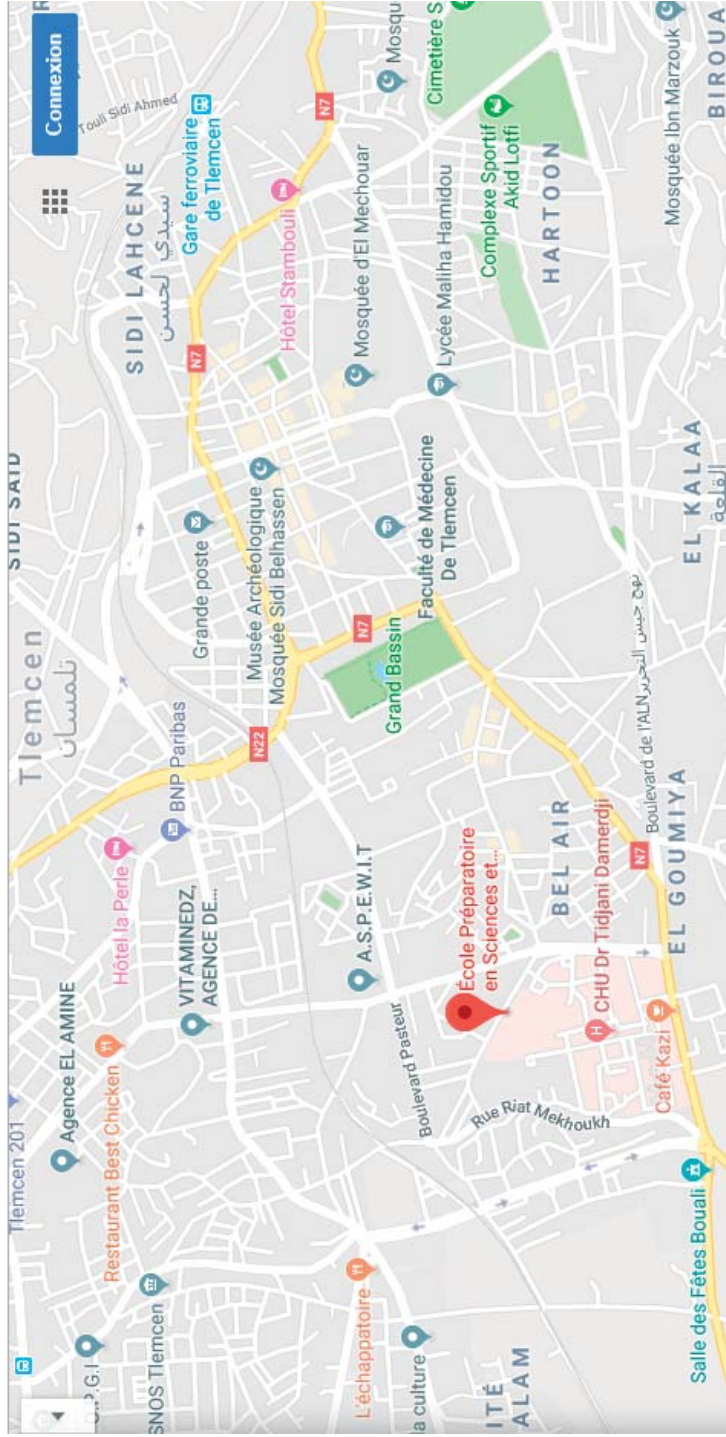 Connexion
Tlemcen
تلمسان
SIDI SAID
SIDI LAHCENE
سيدي لحسن
Touli Sidi Ahmed
Gare ferroviaire
de Tlemcen
Tlemcen 201
Agence EL AMINE
Restaurant Best Chicken
Hôtel la Perle
BNP Paribas
VITAMINEDZ,
AGENCE DE...
SNOS Tlemcen
Grande poste
N7
N22
Musée Archéologique
Mosquée Sidi Belhassen
Hôtel Stambouli
N7
Mosquée d'El Mechouar
N7
Grand Bassin
Faculté de Médecine
De Tlemcen
Lycée Maliha Hamidou
Complexe Sportif
Akid Lotfi
HARTOON
A.S.P.E.W.I.T
L'échappatoire
la culture
Boulevard Pasteur
École Préparatoire
en Sciences et...
Rue Riat Mekhoukh
BEL AIR
CHU Dr Tidjani Damerdji
Café Kazi
N7
EL GOUMIYA
Boulevard de l'ALN نهج جيش التحرير
EL KALAA
القلعة
Mosquée Ibn Marzouk
Salle des Fêtes Bouali